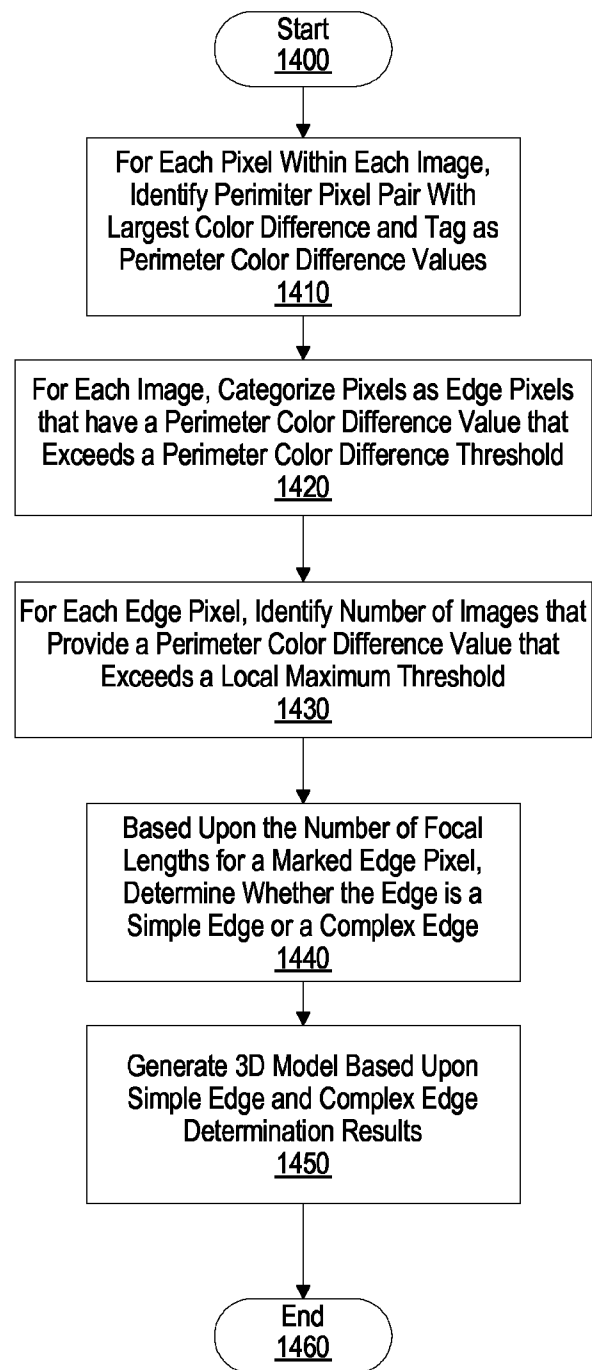 Start
1400
For Each Pixel Within Each Image,
Identify Perimiter Pixel Pair With
Largest Color Difference and Tag as
Perimeter Color Difference Values
1410
For Each Image, Categorize Pixels as Edge Pixels
that have a Perimeter Color Difference Value that
Exceeds a Perimeter Color Difference Threshold
1420
For Each Edge Pixel, Identify Number of Images that
Provide a Perimeter Color Difference Value that
Exceeds a Local Maximum Threshold
1430
Based Upon the Number of Focal
Lengths for a Marked Edge Pixel,
Determine Whether the Edge is a
Simple Edge or a Complex Edge
1440
Generate 3D Model Based Upon
Simple Edge and Complex Edge
Determination Results
1450
End
1460